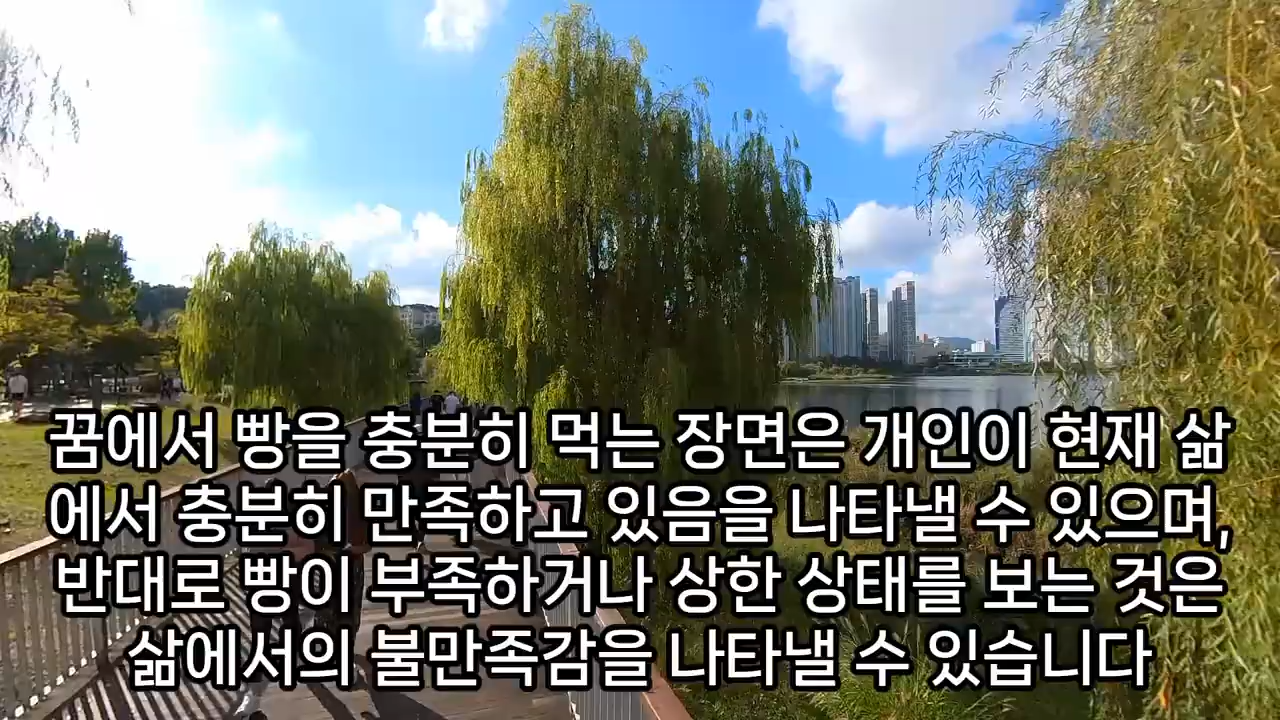 꿈에서 빵을 충분히 먹는 장면은 개인이 현재 삶
에서 충분히 만족하고 있음을 나타낼 수 있으며,
반대로 빵이 부족하거나 상한 상태를 보는 것은
삶에서의 불만족감을 나타낼 수 있습니다